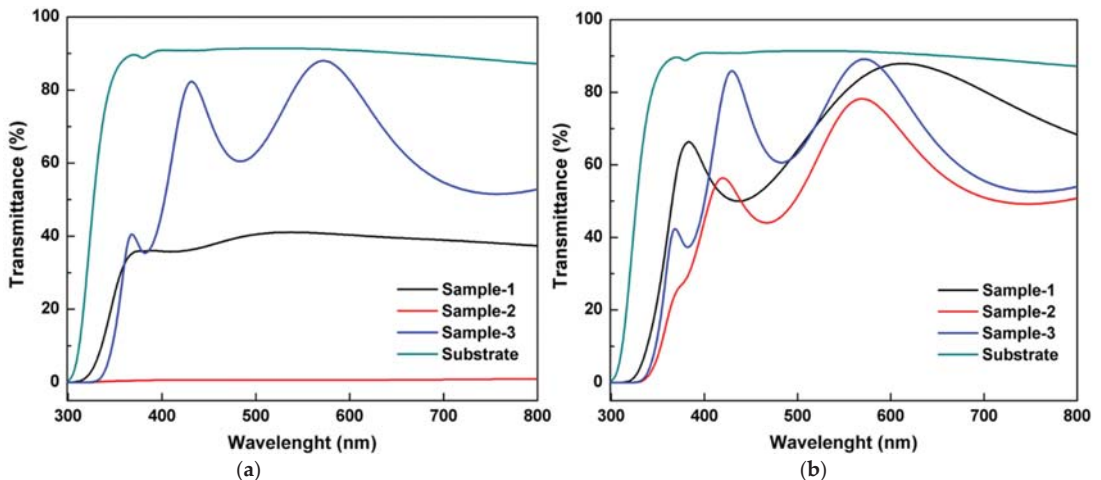 100
80
60
40
20
0
Transmittance (%)
Sample-1
Sample-2
Sample-3
Substrate
300 400 500 600 700 800
Wavelenght (nm)
(a)
100
80
60
40
20
0
Transmittance (%)
Sample-1
Sample-2
Sample-3
Substrate
300 400 500 600 700 800
Wavelenght (nm)
(b)